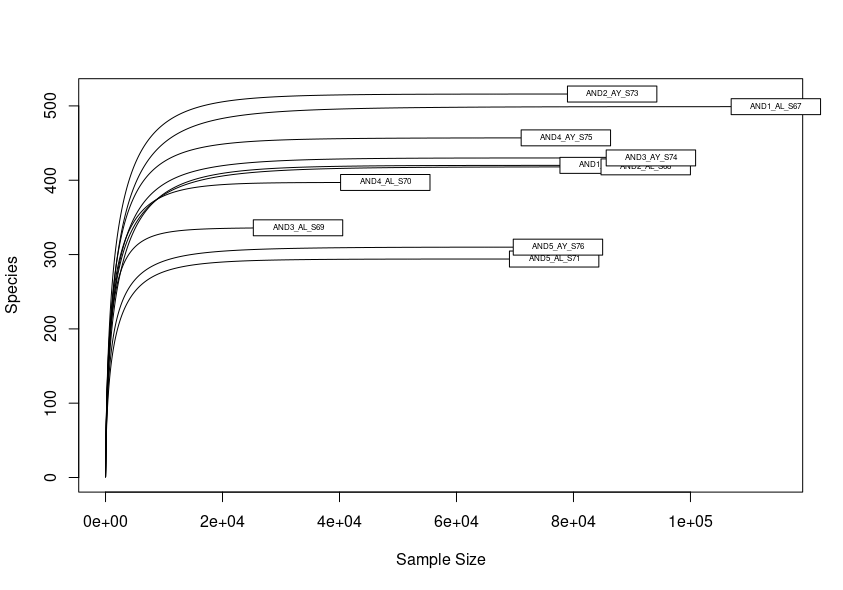 AND2_AY_S73
AND1_AL_S67
AND4_AY_S75
AND3_AY_S74
AND1
AND4_AL_S70
AND3_AL_S69
AND5_AY_S76
AND5_AL_S71
Species
0
100
200
300
400
500
0e+00 2e+04 4e+04 6e+04 8e+04 1e+05
Sample Size